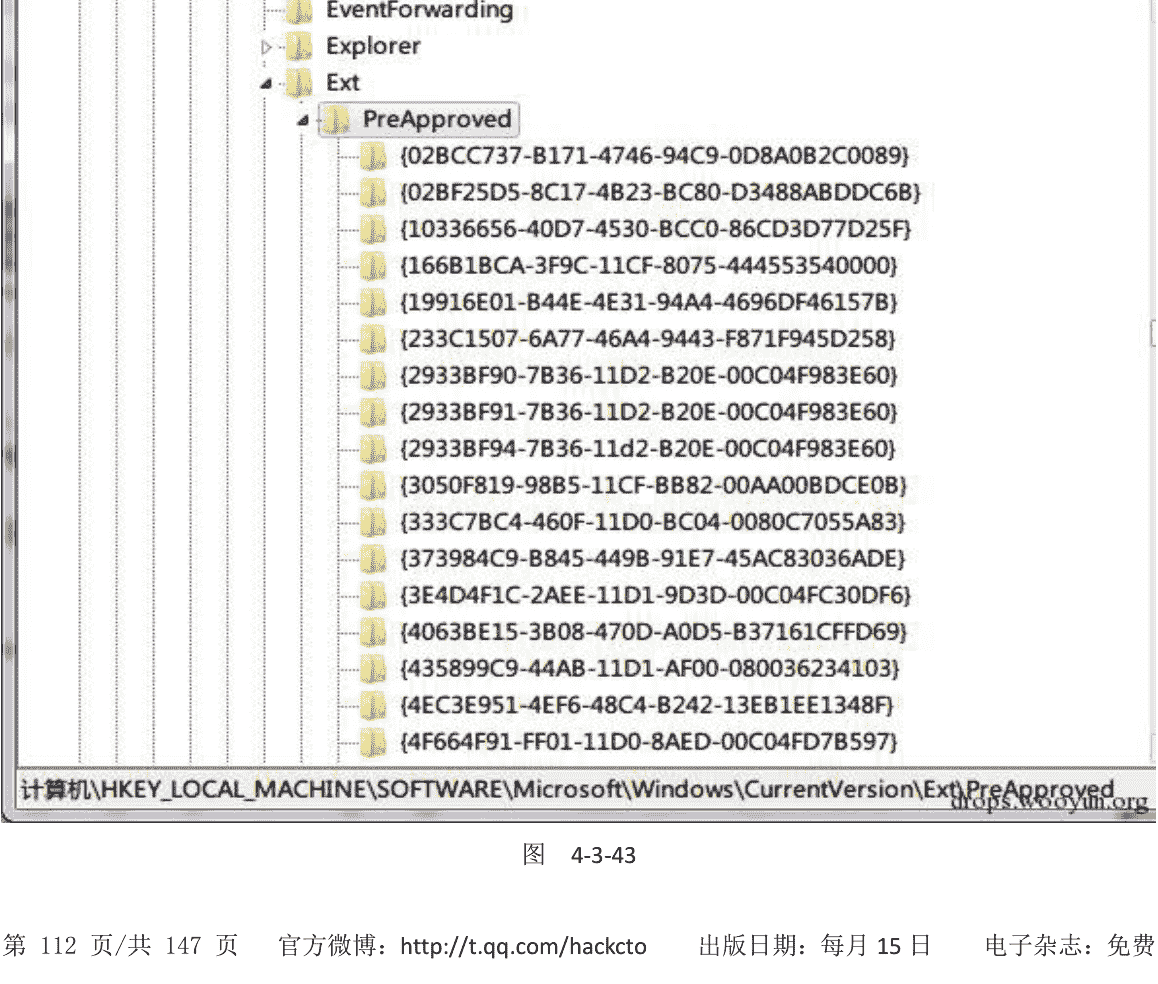 EventForwarding
Explorer
Ext
PreApproved
{02BCC737-B171-4746-94C9-0D8A0B2C0089}
{02BF25D5-8C17-4B23-BC80-D3488ABDDC6B}
{10336656-40D7-4530-BCC0-86CD3D77D25F}
{166B1BCA-3F9C-11CF-8075-444553540000}
{19916E01-B44E-4E31-94A4-4696DF46157B}
{233C1507-6A77-46A4-9443-F871F945D258}
{2933BF90-7B36-11D2-B20E-00C04F983E60}
{2933BF91-7B36-11D2-B20E-00C04F983E60}
{2933BF94-7B36-11d2-B20E-00C04F983E60}
{3050F819-98B5-11CF-BB82-00AA00BDCE0B}
{333C7BC4-460F-11D0-BC04-0080C7055A83}
{373984C9-B845-449B-91E7-45AC83036ADE}
{3E4D4F1C-2AEE-11D1-9D3D-00C04FC30DF6}
{4063BE15-3B08-470D-A0D5-B37161CFFD69}
{435899C9-44AB-11D1-AF00-080036234103}
{4EC3E951-4EF6-48C4-B242-13EB1EE1348F}
{4F664F91-FF01-11D0-8AED-00C04FD7B597}
计算机\HKEY_LOCAL_MACHINE\SOFTWARE\Microsoft\Windows\CurrentVersion\Ext\PreApproved
drops.wooyun.org
图 4-3-43
第 112 页/共 147 页 官方微博：http://t.qq.com/hackcto 出版日期：每月 15 日 电子杂志：免费